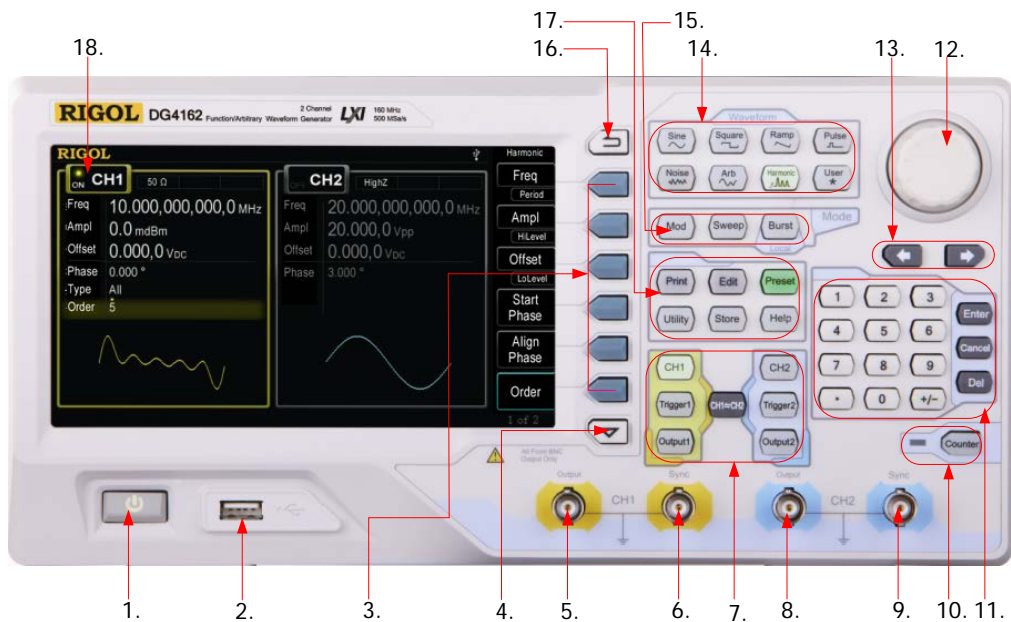 17. 15.
18. 16. 14. 13. 12.
RIGOL DG4162 Function/Arbitrary Waveform Generator 2 Channel LXI 160 MHz
500 MSa/s
Waveform
Sine Square Ramp Pulse
Noise Arb Harmonic User
Mod Sweep Burst Mode
Local
Print Edit Preset
Utility Store Help
RIGOL Harmonic
ON CH1 50 Ω
Freq 10.000,000,000,0 MHz
Ampl 0.0 mdBm
Offset 0.000,0 VDC
Phase 0.000 °
Type All
Order 5
OFF CH2 HighZ
Freq 20.000,000,000,0 MHz
Ampl 20.000,0 Vpp
Offset 0.000,0 VDC
Phase 3.000 °
Freq
Period
Ampl
HiLevel
Offset
LoLevel
Start
Phase
Align
Phase
Order
1 of 2
1 2 3 Enter
4 5 6 Cancel
7 8 9 Del
. 0 +/-
CH1 CH2
Trigger1 CH1⇌CH2 Trigger2
Output1 Output2
Counter
All Front BNC
Output Only
Output CH1 Sync
Output CH2 Sync
1. 2. 3. 4. 5. 6. 7. 8. 9. 10. 11.